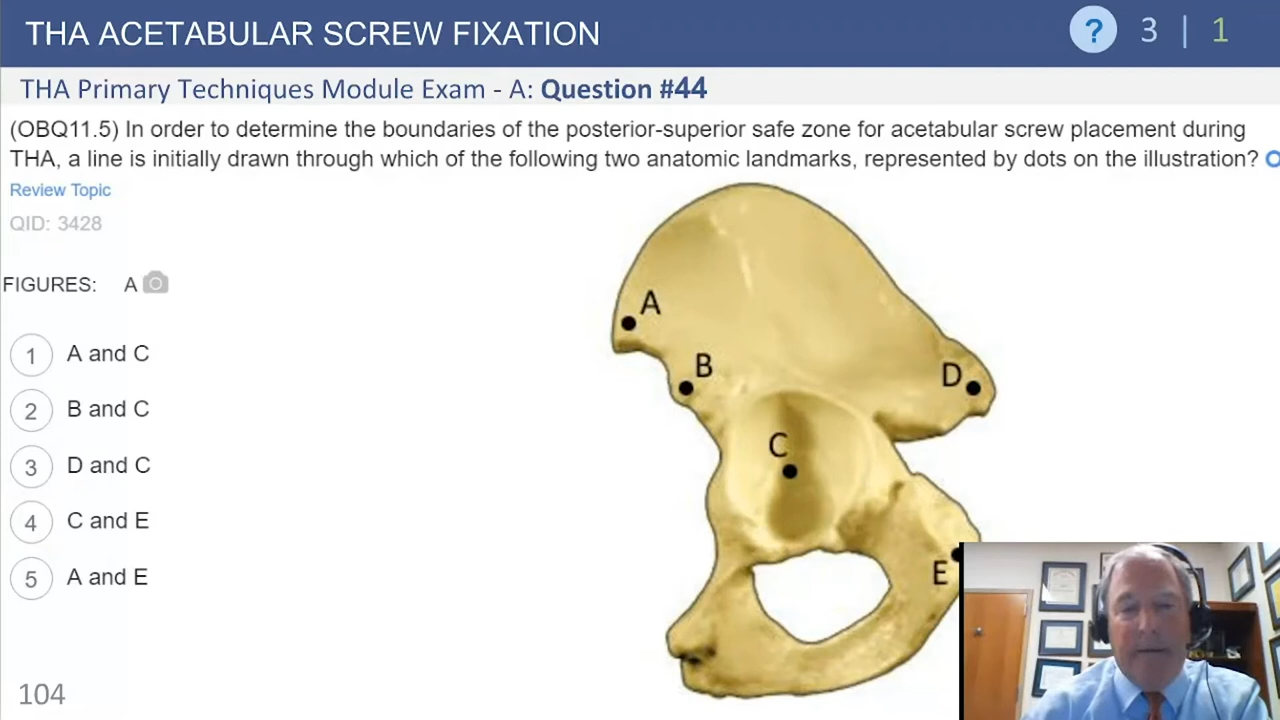 THA ACETABULAR SCREW FIXATION
? 3 | 1
THA Primary Techniques Module Exam - A: Question #44
(OBQ11.5) In order to determine the boundaries of the posterior-superior safe zone for acetabular screw placement during
THA, a line is initially drawn through which of the following two anatomic landmarks, represented by dots on the illustration?
Review Topic
QID: 3428
FIGURES: A
1 A and C
2 B and C
3 D and C
4 C and E
5 A and E
A
B
D
C
E
104